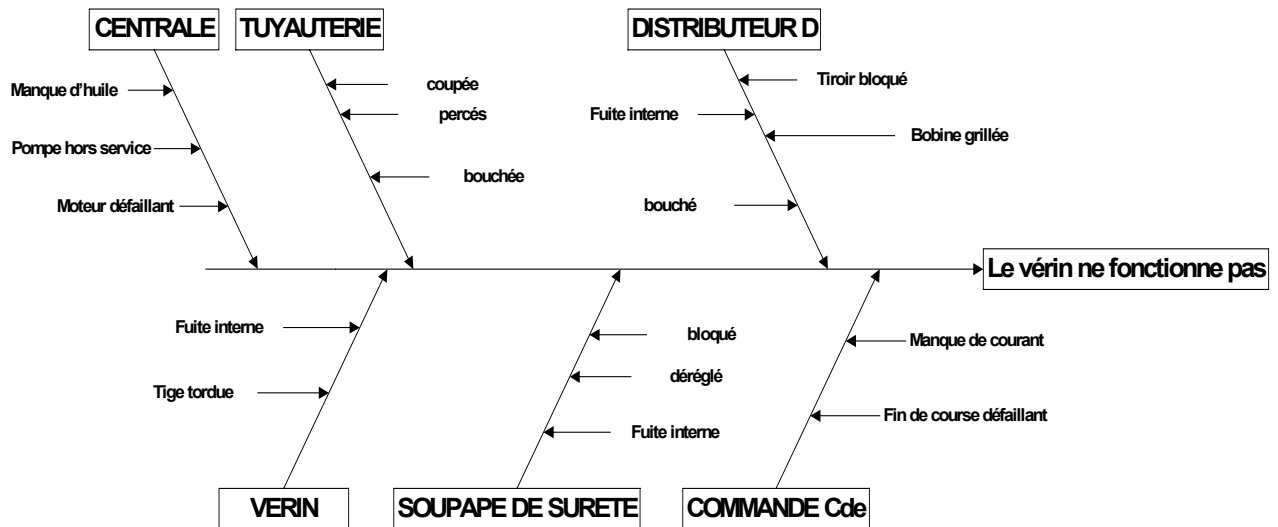 CENTRALE
TUYAUTERIE
DISTRIBUTEUR D
Manque d'huile
Pompe hors service
Moteur défaillant
coupée
percés
bouchée
Tiroir bloqué
Fuite interne
Bobine grillée
bouché
Le vérin ne fonctionne pas
Fuite interne
Tige tordue
bloqué
déréglé
Fuite interne
Manque de courant
Fin de course défaillant
VERIN
SOUPAPE DE SURETE
COMMANDE Cde